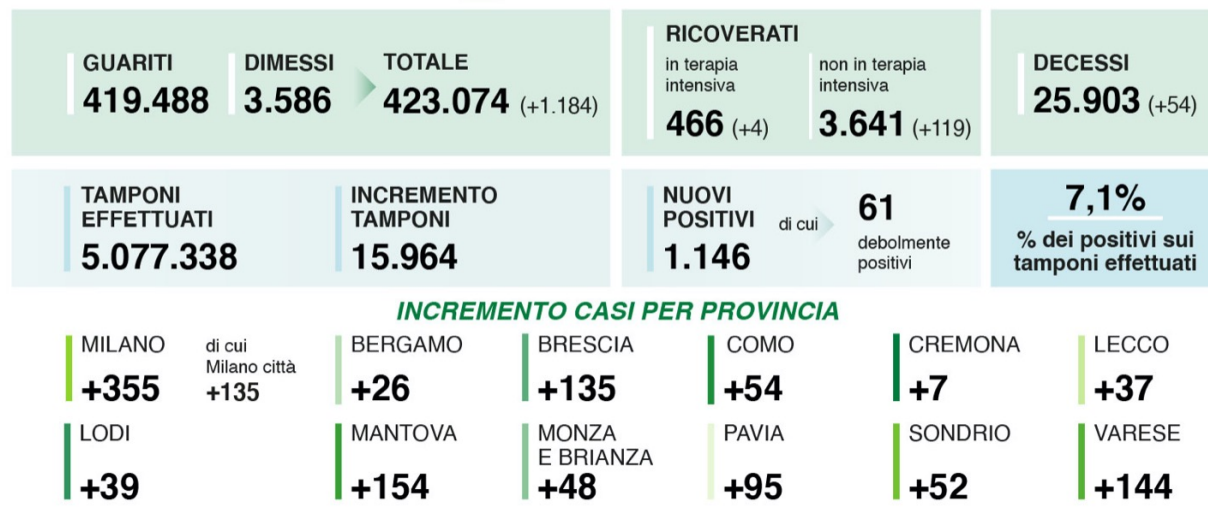 GUARITI
419.488
DIMESSI
3.586
TOTALE
423.074 (+1.184)
RICOVERATI
in terapia
intensiva
466 (+4)
non in terapia
intensiva
3.641 (+119)
DECESSI
25.903 (+54)
TAMPONI
EFFETTUATI
5.077.338
INCREMENTO
TAMPONI
15.964
NUOVI
POSITIVI
1.146
di cui
61
debolmente
positivi
7,1%
% dei positivi sui
tamponi effettuati
INCREMENTO CASI PER PROVINCIA
MILANO
+355
di cui
Milano città
+135
BERGAMO
+26
BRESCIA
+135
COMO
+54
CREMONA
+7
LECCO
+37
LODI
+39
MANTOVA
+154
MONZA
E BRIANZA
+48
PAVIA
+95
SONDRIO
+52
VARESE
+144